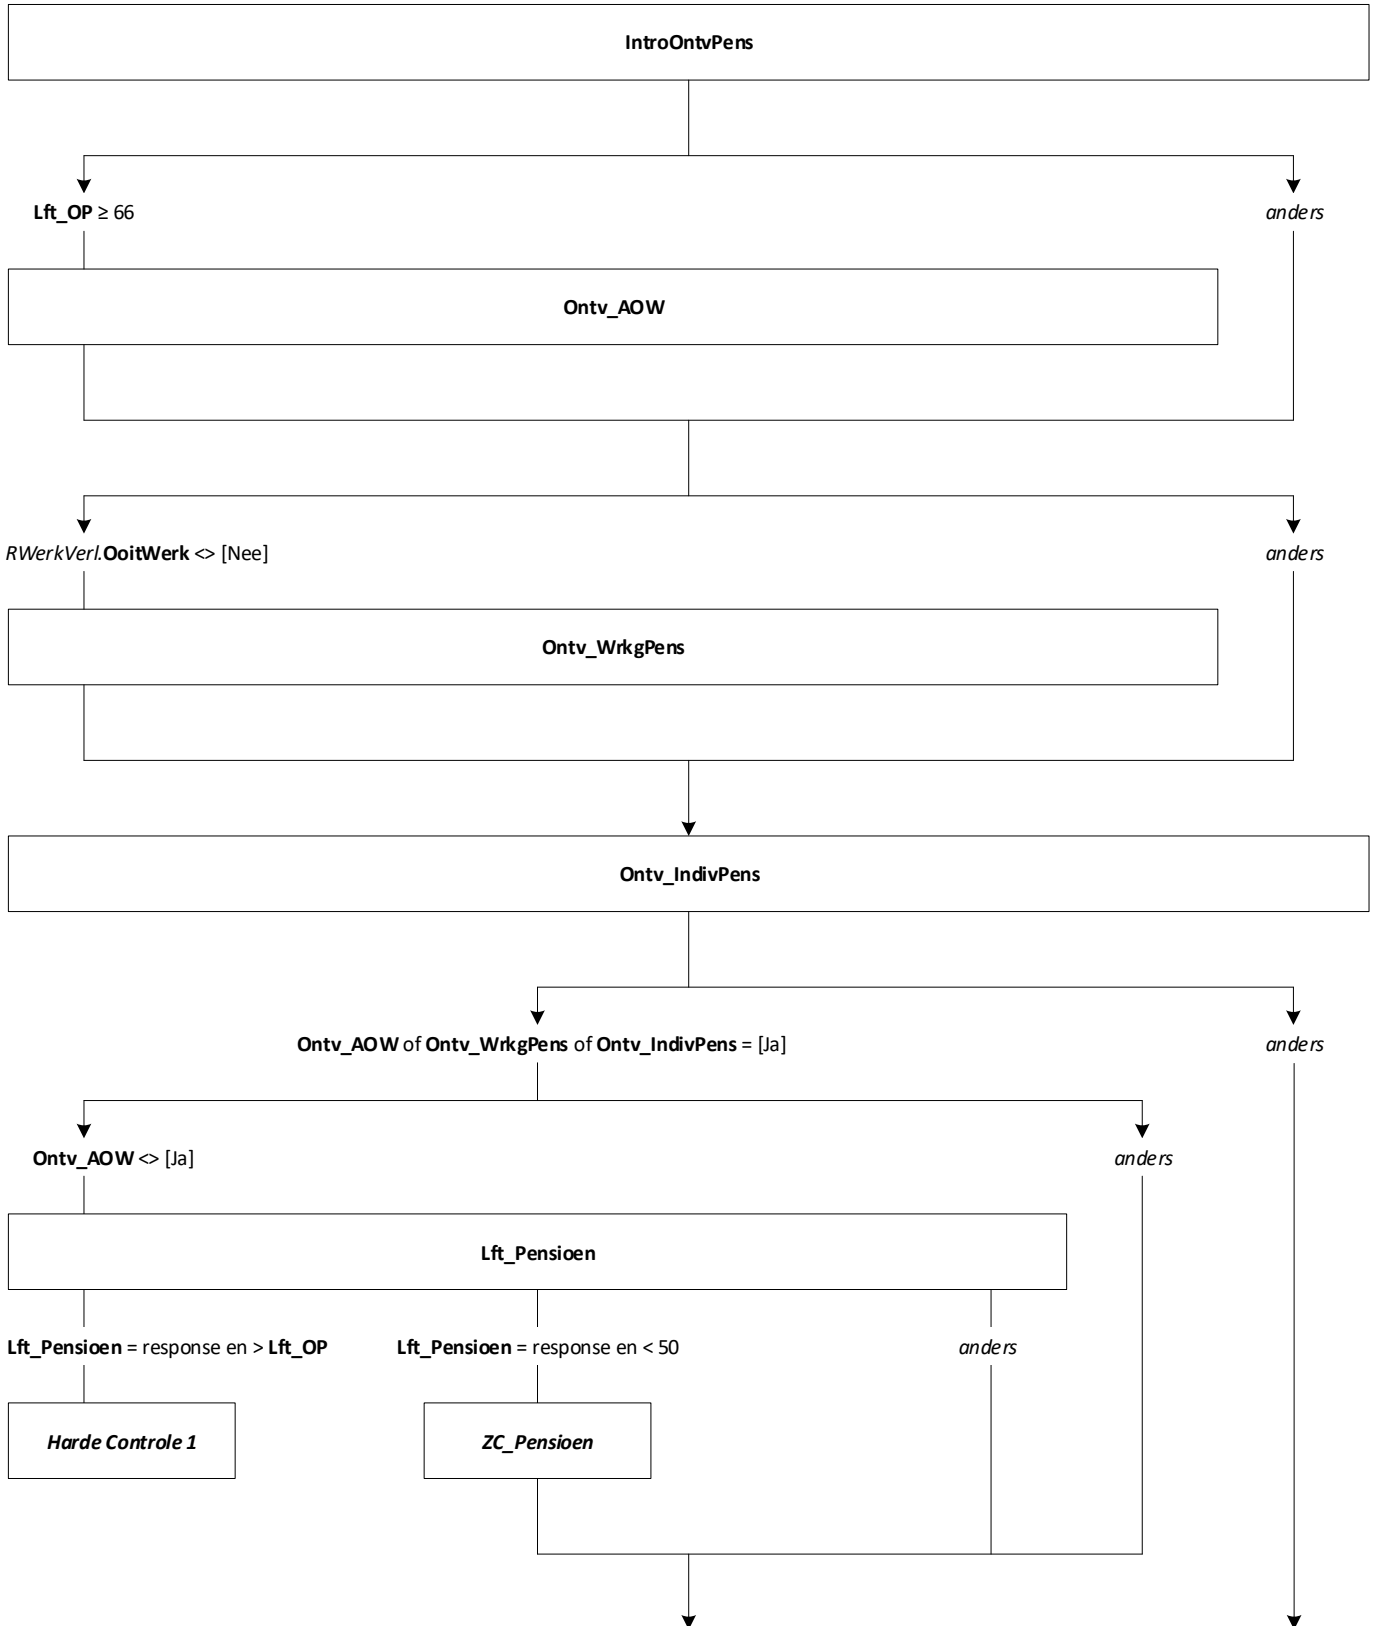 IntroOntvPens
Lft_OP ≥ 66
anders
Ontv_AOW
RWerkVerl.OoitWerk <> [Nee]
anders
Ontv_WrkgPens
Ontv_IndivPens
Ontv_AOW of Ontv_WrkgPens of Ontv_IndivPens = [Ja]
anders
Ontv_AOW <> [Ja]
anders
Lft_Pensioen
Lft_Pensioen = response en > Lft_OP
Lft_Pensioen = response en < 50
anders
Harde Controle 1
ZC_Pensioen